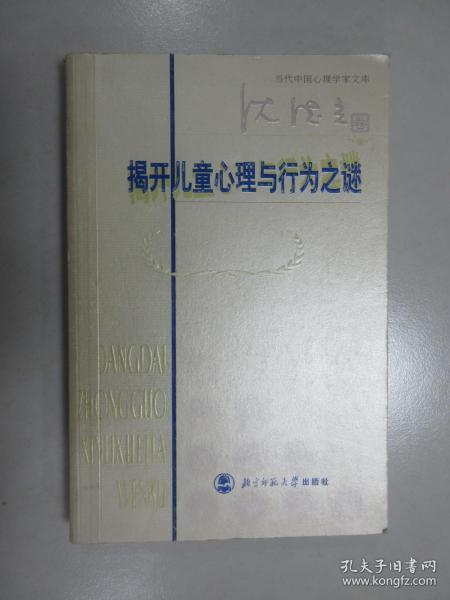 当代中国心理学家文库
沈德立
卷
揭开儿童心理与行为之谜
DANGDAI
ZHONGGUO
XINLIXUEJIA
WENKU
北京师范大学出版社
孔夫子旧书网
www.kongfz.com